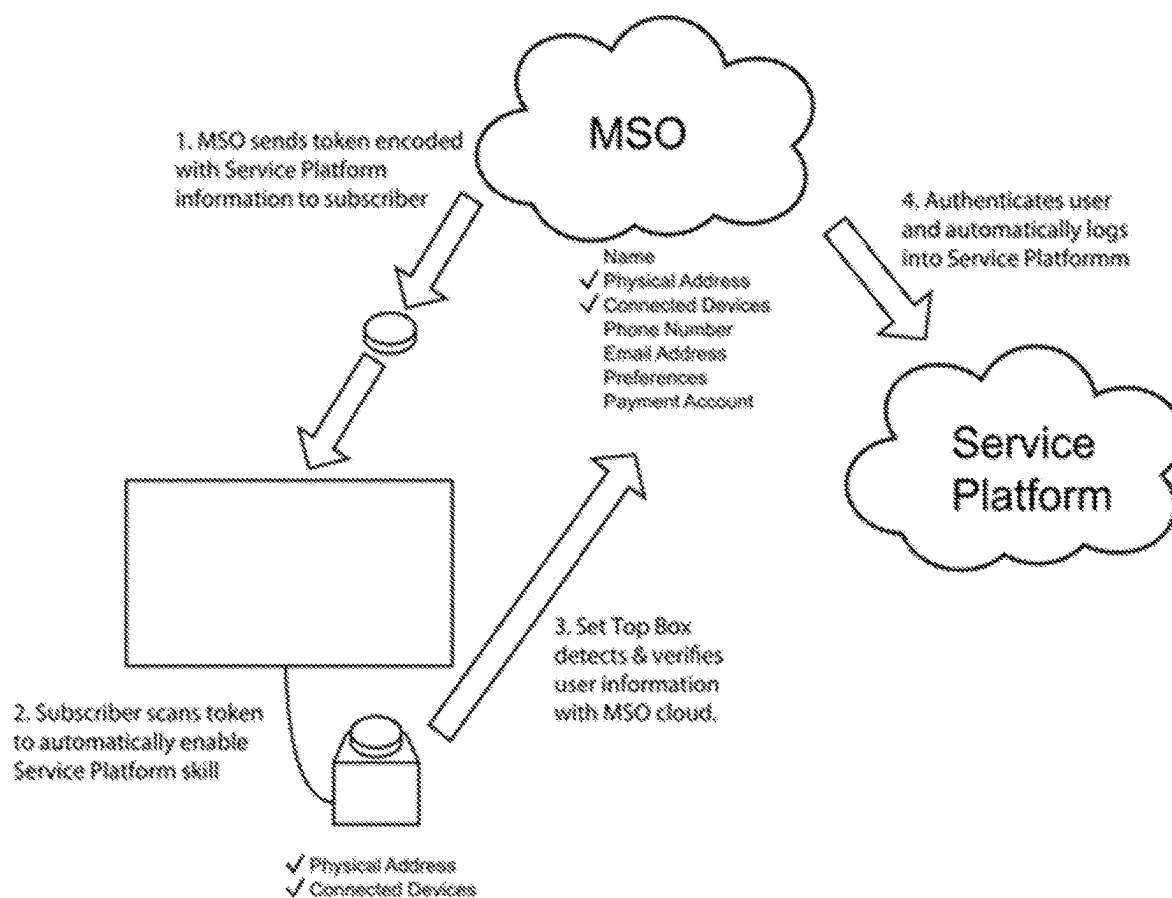 MSO
1. MSO sends token encoded
with Service Platform
information to subscriber
4. Authenticates user
and automatically logs
into Service Platformm
Name
✓ Physical Address
✓ Connected Devices
Phone Number
Email Address
Preferences
Payment Account
Service
Platform
3. Set Top Box
detects & verifies
user information
with MSO cloud.
2. Subscriber scans token
to automatically enable
Service Platform skill
✓ Physical Address
✓ Connected Devices